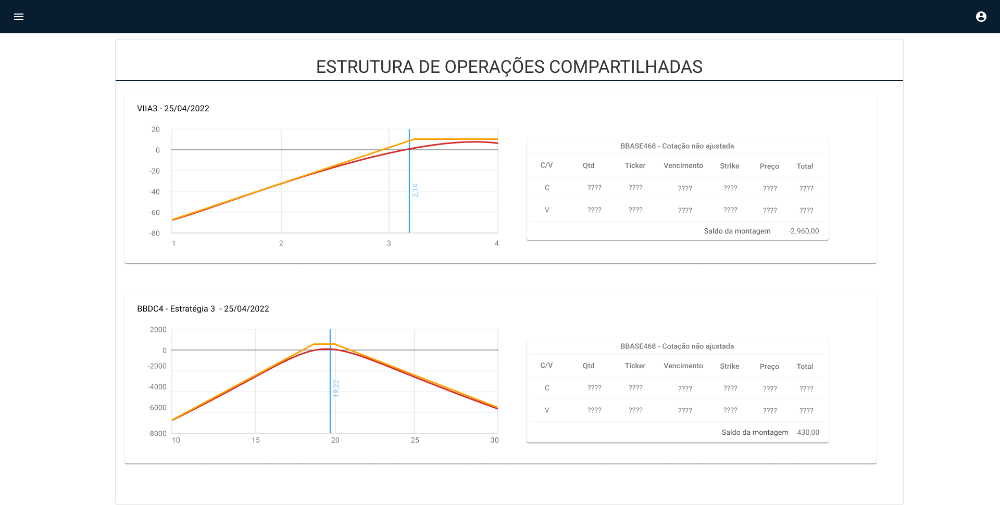 ESTRUTURA DE OPERAÇÕES COMPARTILHADAS
VIIA3 - 25/04/2022
20
0
-20
-40
-60
-80
1 2 3 4
3,14
BBASE468 - Cotação não ajustada
C/V Qtd Ticker Vencimento Strike Preço Total
C ???? ???? ???? ???? ???? ????
V ???? ???? ???? ???? ???? ????
Saldo da montagem -2.960,00
BBDC4 - Estratégia 3 - 25/04/2022
2000
0
-2000
-4000
-6000
-8000
10 15 20 25 30
19,22
BBASE468 - Cotação não ajustada
C/V Qtd Ticker Vencimento Strike Preço Total
C ???? ???? ???? ???? ???? ????
V ???? ???? ???? ???? ???? ????
Saldo da montagem 430,00